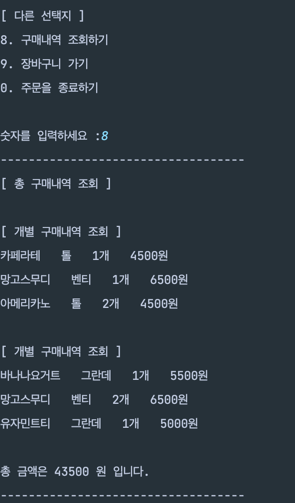 [ 다른 선택지 ]
8. 구매내역 조회하기
9. 장바구니 가기
0. 주문을 종료하기
숫자를 입력하세요 :8
----------------------------------
[ 총 구매내역 조회 ]
[ 개별 구매내역 조회 ]
카페라테 톨 1개 4500원
망고스무디 벤티 1개 6500원
아메리카노 톨 2개 4500원
[ 개별 구매내역 조회 ]
바나나요거트 그란데 1개 5500원
망고스무디 벤티 2개 6500원
유자민트티 그란데 1개 5000원
총 금액은 43500 원 입니다.
----------------------------------